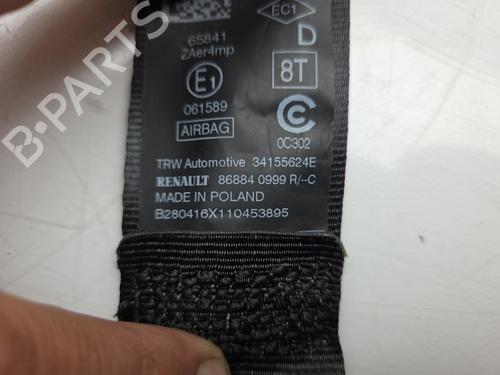 EC1
D
65841
ZAer4mp
E1
8T
061589
AIRBAG
CC
0C302
TRW Automotive 34155624E
RENAULT 86884 0999 R/--C
MADE IN POLAND
B280416X110453895
B-PARTS